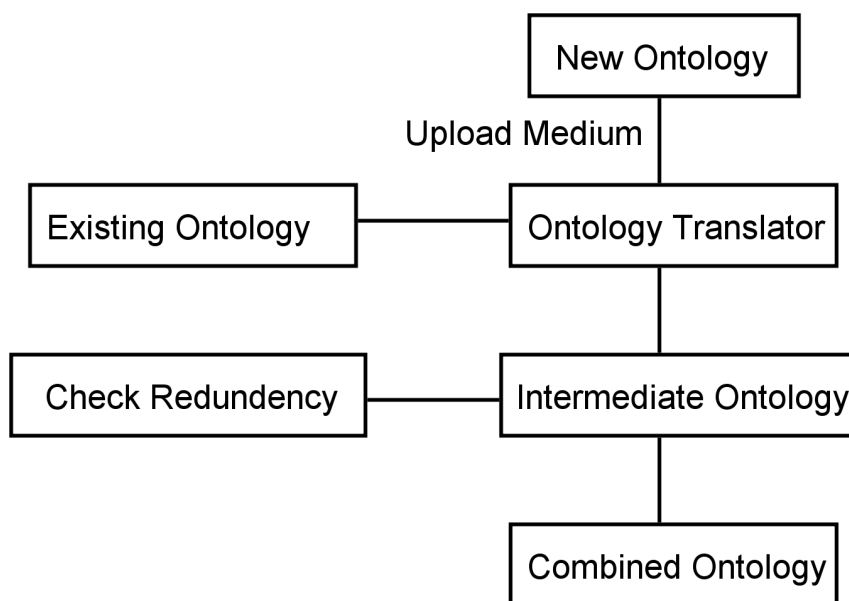 New Ontology
Upload Medium
Existing Ontology
Ontology Translator
Check Redundency
Intermediate Ontology
Combined Ontology